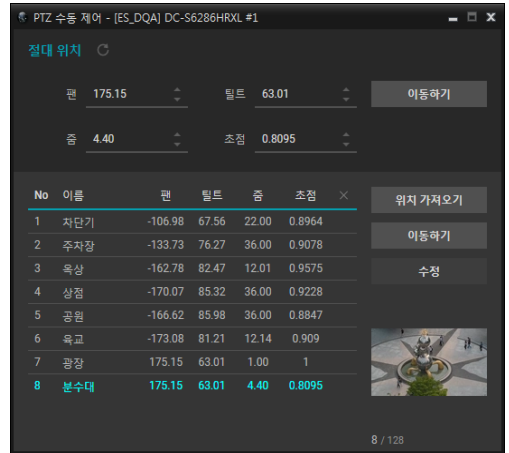 PTZ 수동 제어 - [ES_DQA] DC-S6286HRXL #1
절대 위치
팬 175.15 틸트 63.01 이동하기
줌 4.40 초점 0.8095
No 이름 팬 틸트 줌 초점 위치 가져오기
1 차단기 -106.98 67.56 22.00 0.8964
2 주차장 -133.73 76.27 36.00 0.9078 이동하기
3 옥상 -162.78 82.47 12.01 0.9575 수정
4 상점 -170.07 85.32 36.00 0.9228
5 공원 -166.62 85.98 36.00 0.8847
6 육교 -173.08 81.21 12.14 0.909
7 광장 175.15 63.01 1.00 1
8 분수대 175.15 63.01 4.40 0.8095
8 / 128